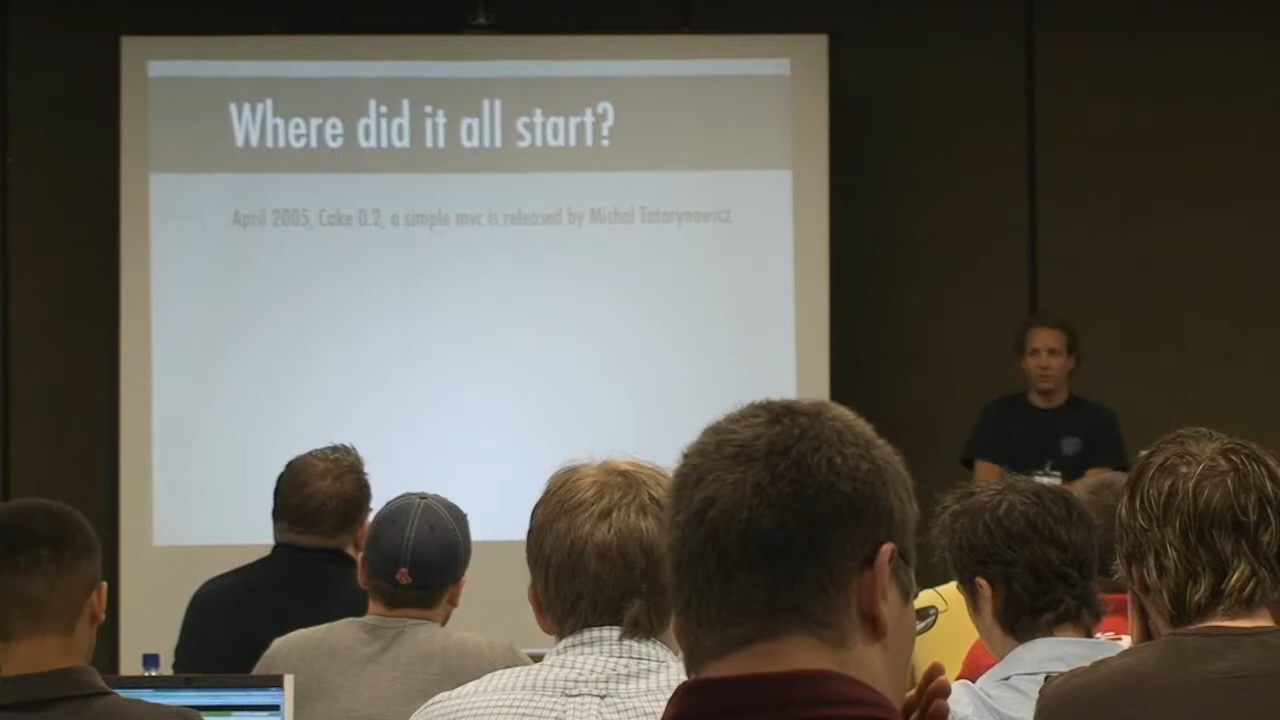 Where did it all start?
April 2005, Cake 0.2, a simple mvc is released by Michal Tatarynowicz